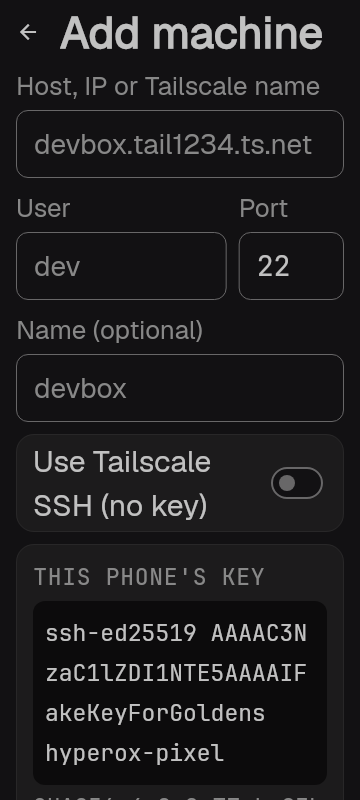 ← Add machine
Host, IP or Tailscale name
devbox.tail1234.ts.net
User Port
dev 22
Name (optional)
devbox
Use Tailscale
SSH (no key)
THIS PHONE'S KEY
ssh-ed25519 AAAAC3N
zaC1lZDI1NTE5AAAAIF
akeKeyForGoldens
hyperox-pixel